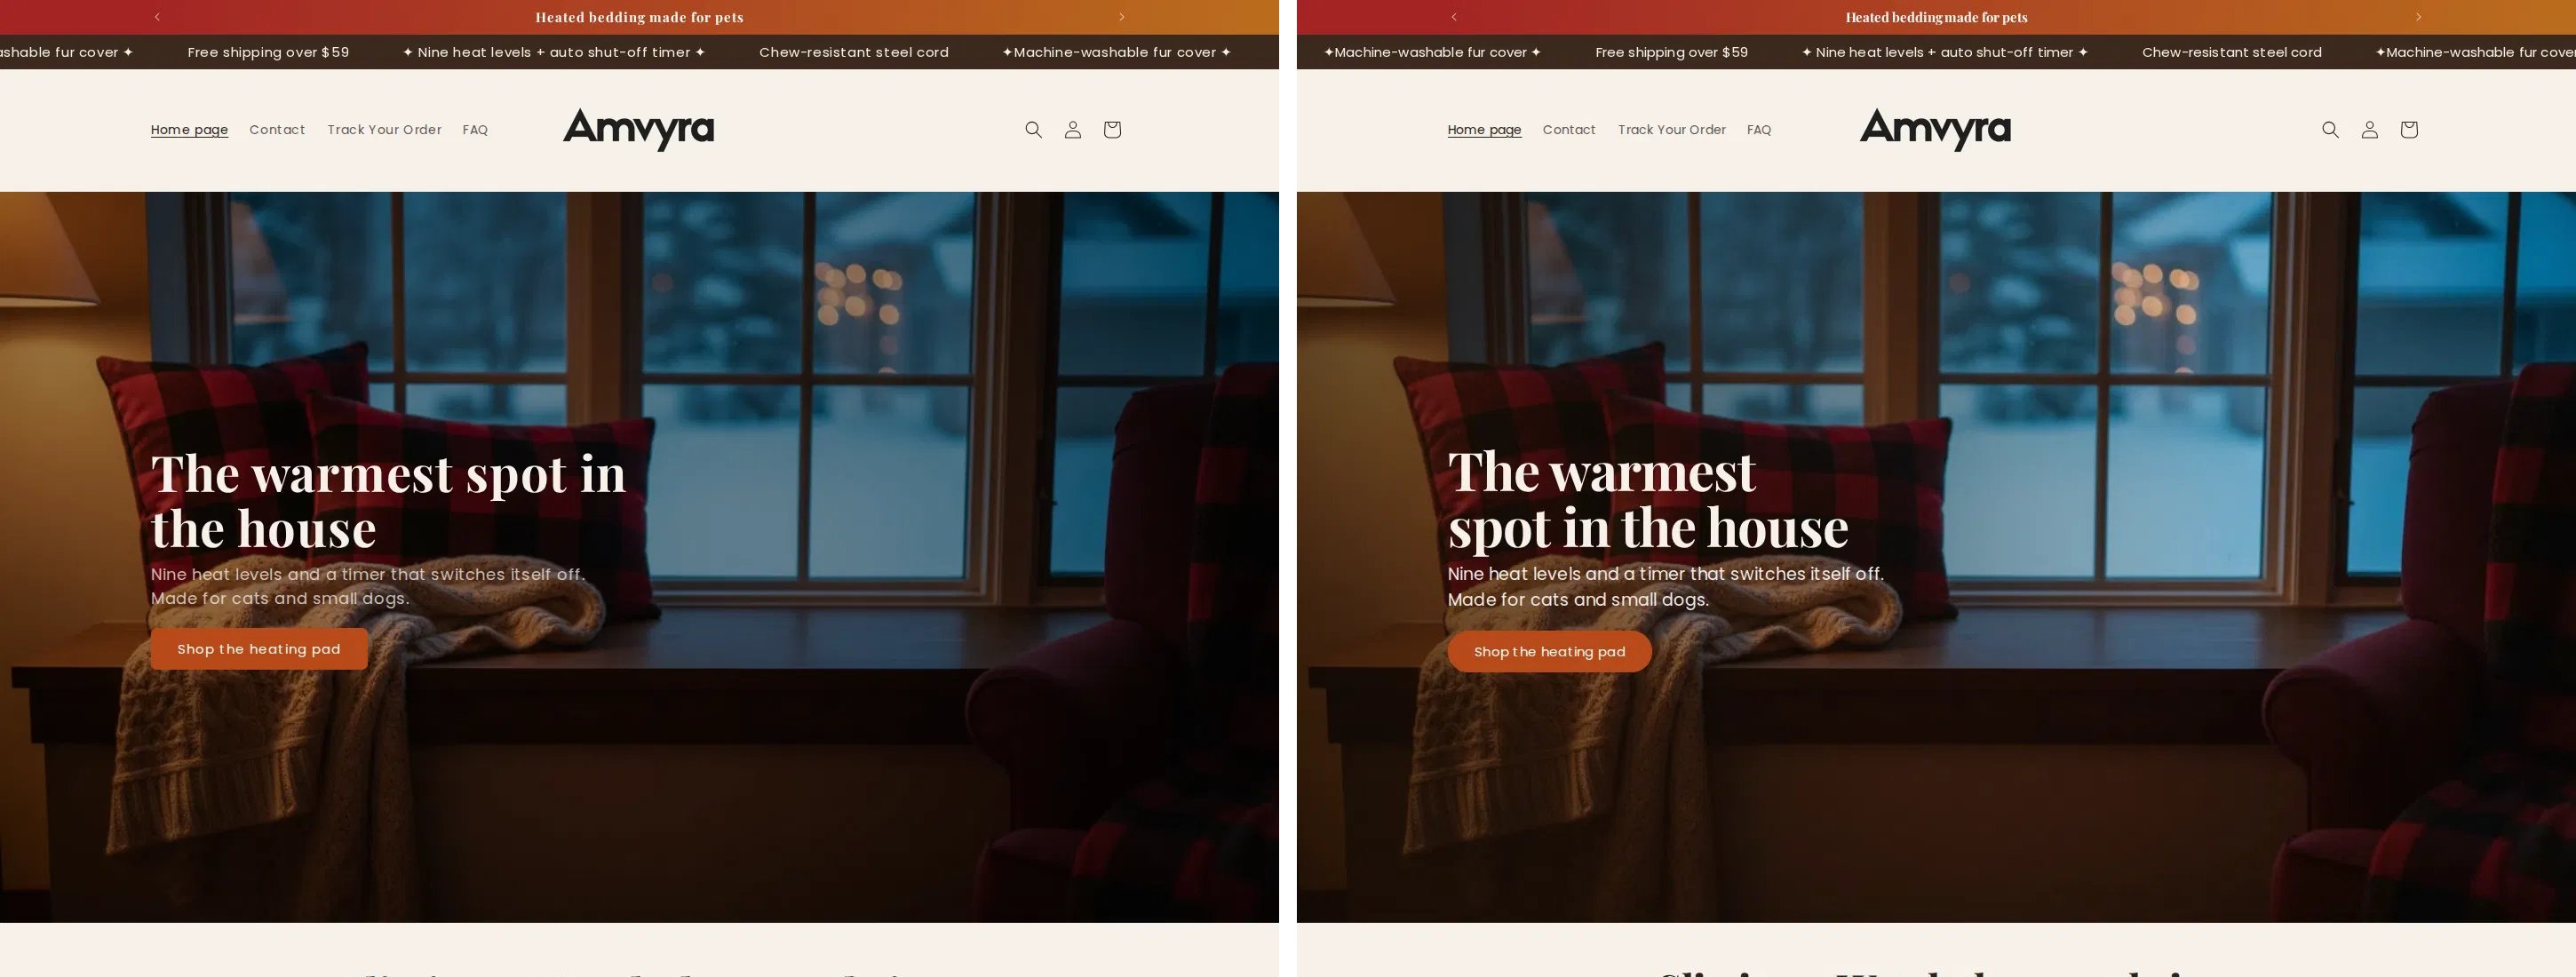 Heated bedding made for pets
ashable fur cover ✦ Free shipping over $59 ✦ Nine heat levels + auto shut-off timer ✦ Chew-resistant steel cord ✦Machine-washable fur cover ✦
Home page Contact Track Your Order FAQ
Amvyra
The warmest spot in
the house
Nine heat levels and a timer that switches itself off.
Made for cats and small dogs.
Shop the heating pad
Heated bedding made for pets
✦Machine-washable fur cover ✦ Free shipping over $59 ✦ Nine heat levels + auto shut-off timer ✦ Chew-resistant steel cord ✦Machine-washable fur cover
Home page Contact Track Your Order FAQ
Amvyra
The warmest
spot in the house
Nine heat levels and a timer that switches itself off.
Made for cats and small dogs.
Shop the heating pad